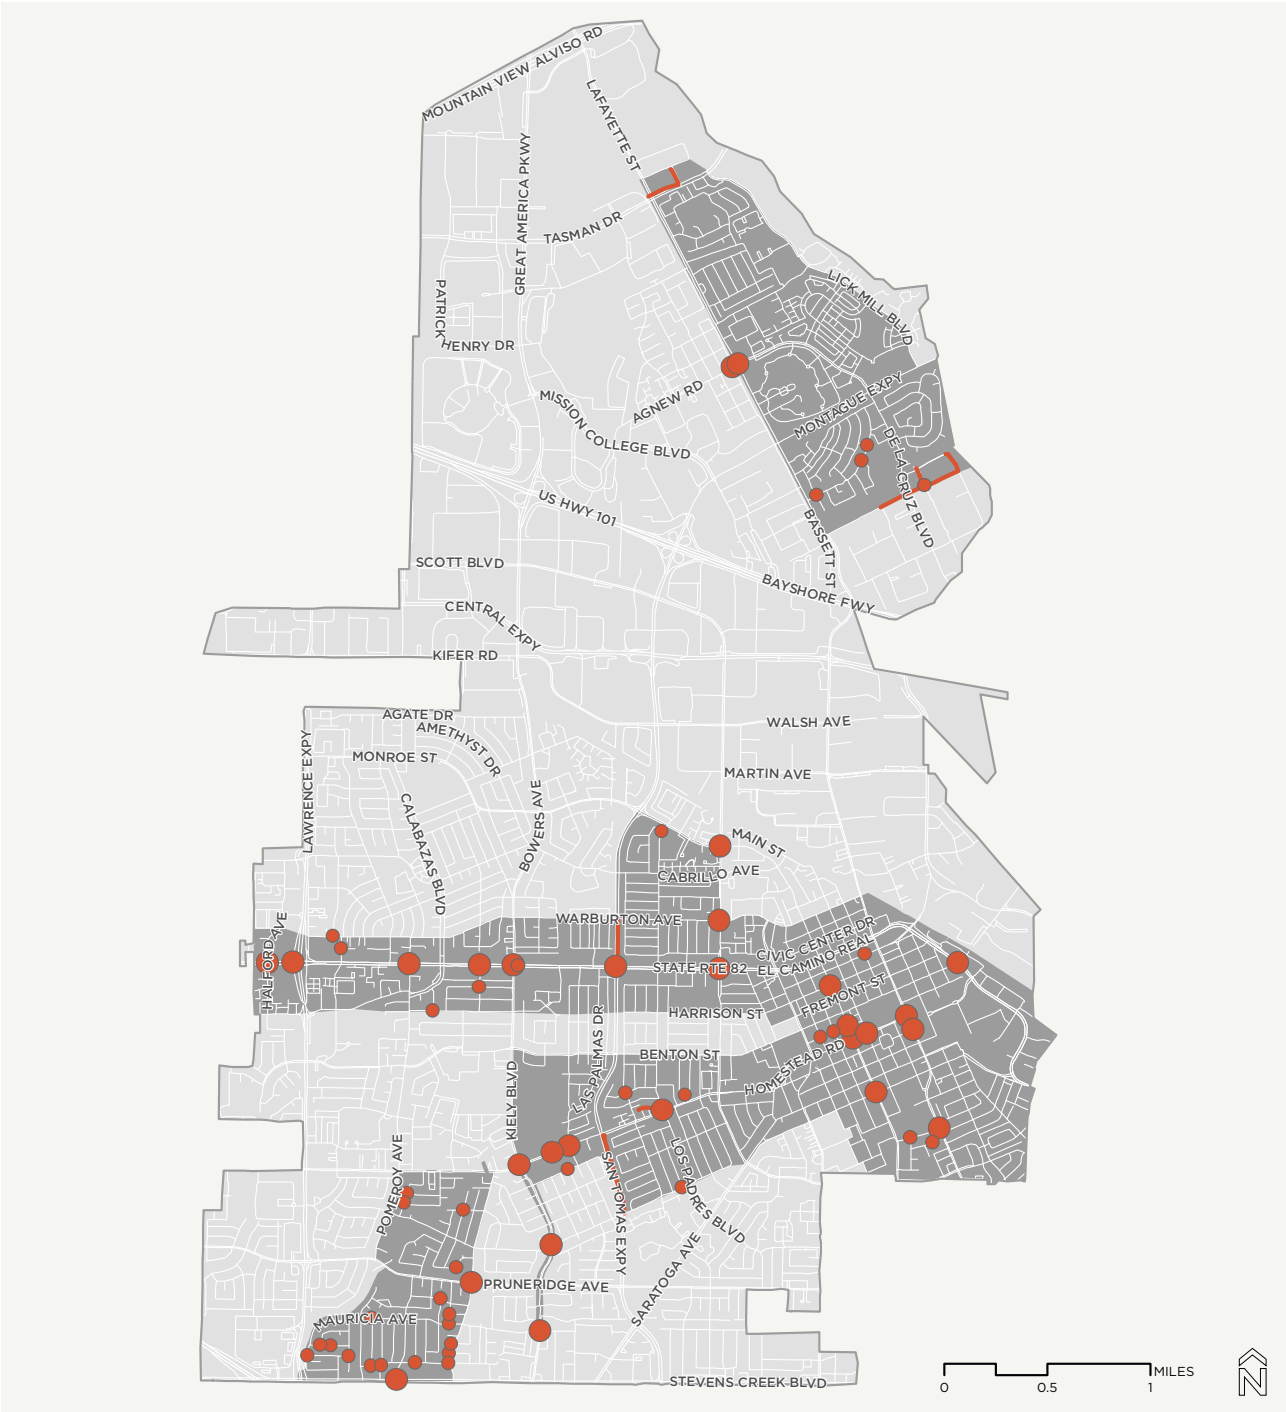 MOUNTAIN VIEW ALVISO RD
LAFAYETTE ST
GREAT AMERICA PKWY
TASMAN DR
LICK MILL BLVD
PATRICK
HENRY DR
AGNEW RD
MONTAGUE EXPY
MISSION COLLEGE BLVD
DE LA CRUZ BLVD
US HWY 101
BASSETT ST
SCOTT BLVD
BAYSHORE FWY
CENTRAL EXPY
KIFER RD
AGATE DR
AMETHYST DR
WALSH AVE
MONROE ST
LAWRENCE EXPY
MARTIN AVE
CALABAZAS BLVD
BOWERS AVE
MAIN ST
CABRILLO AVE
WARBURTON AVE
HALFORD AVE
CIVIC CENTER DR
EL CAMINO REAL
STATE RTE 82
FREMONT ST
HARRISON ST
BENTON ST
HOMESTEAD RD
LAS PALMAS DR
KIELY BLVD
POMEROY AVE
SAN TOMAS EXPY
LOS PADRES BLVD
SARATOGA AVE
PRUNERIDGE AVE
MAURICIA AVE
STEVENS CREEK BLVD
MILES
0 0.5 1
N